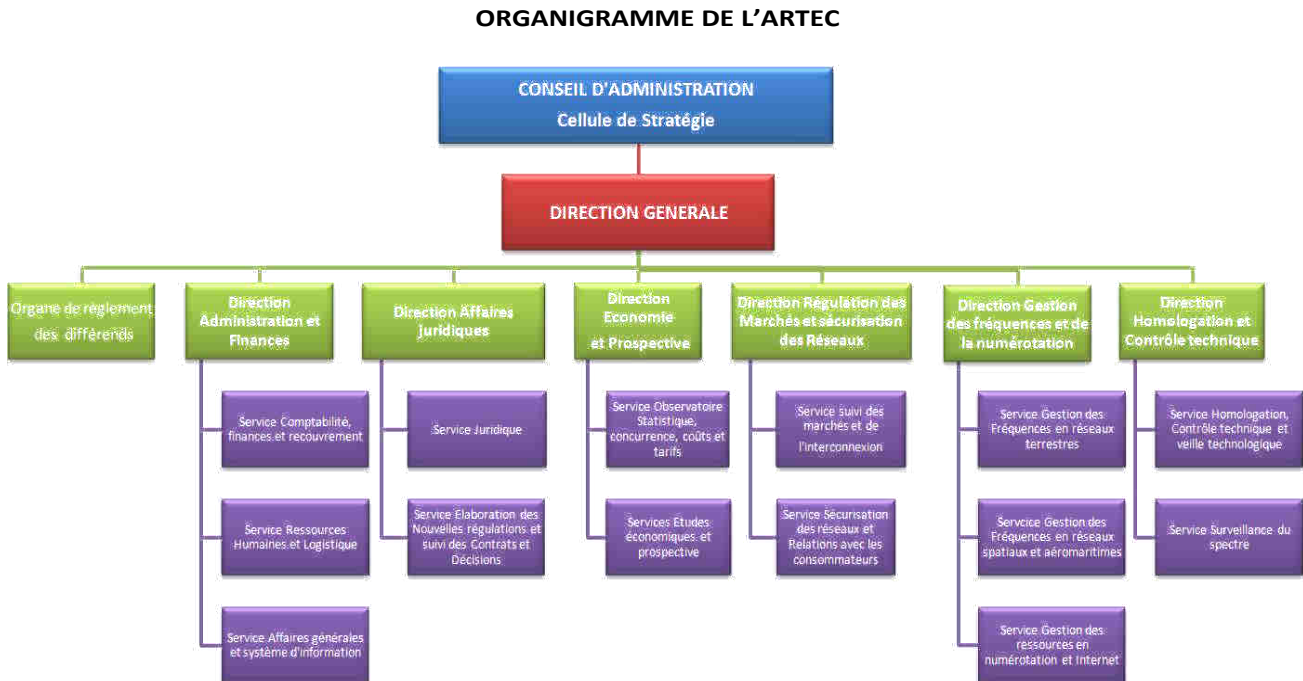 ORGANIGRAMME DE L'ARTEC
CONSEIL D'ADMINISTRATION
Cellule de Stratégie
DIRECTION GENERALE
Organe de règlement
des différends
Direction
Administration et
Finances
Direction Affaires
juridiques
Direction
Economie
et Prospective
Direction Régulation des
Marchés et sécurisation
des Réseaux
Direction Gestion
des fréquences et de
la numérotation
Direction
Homologation et
Contrôle technique
Service Comptabilité,
finances et recouvrement
Service Juridique
Service Observatoire
Statistique,
concurrence, coûts et
tarifs
Service suivi des
marchés et de
l'interconnexion
Service Gestion des
Fréquences en réseaux
terrestres
Service Homologation,
Contrôle technique et
veille technologique
Service Ressources
Humaines et Logistique
Service Elaboration des
Nouvelles régulations et
suivi des Contrats et
Décisions
Services Etudes
économiques et
prospective
Service Sécurisation
des réseaux et
Relations avec les
consommateurs
Service Gestion des
Fréquences en réseaux
spatiaux et aéromaritimes
Service Surveillance du
spectre
Service Affaires générales
et système d'information
Service Gestion des
ressources en
numérotation et Internet